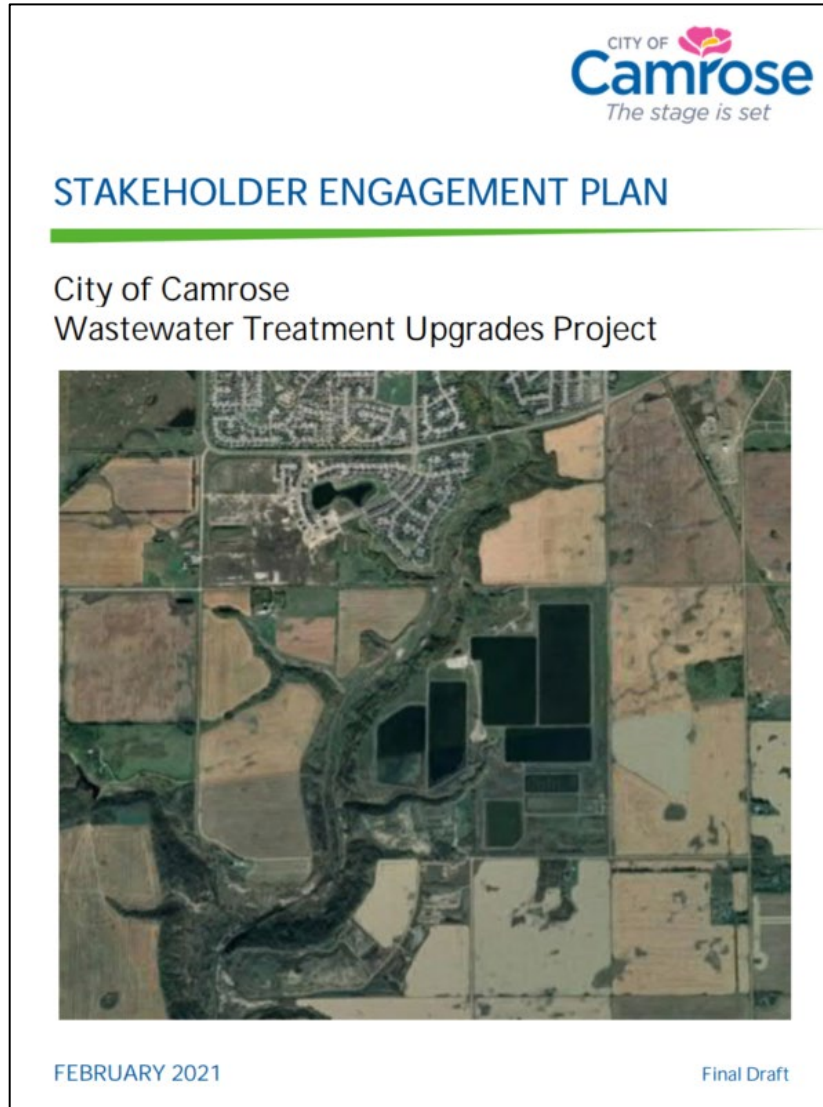 CITY OF
Camrose
The stage is set
STAKEHOLDER ENGAGEMENT PLAN
City of Camrose
Wastewater Treatment Upgrades Project
FEBRUARY 2021
Final Draft